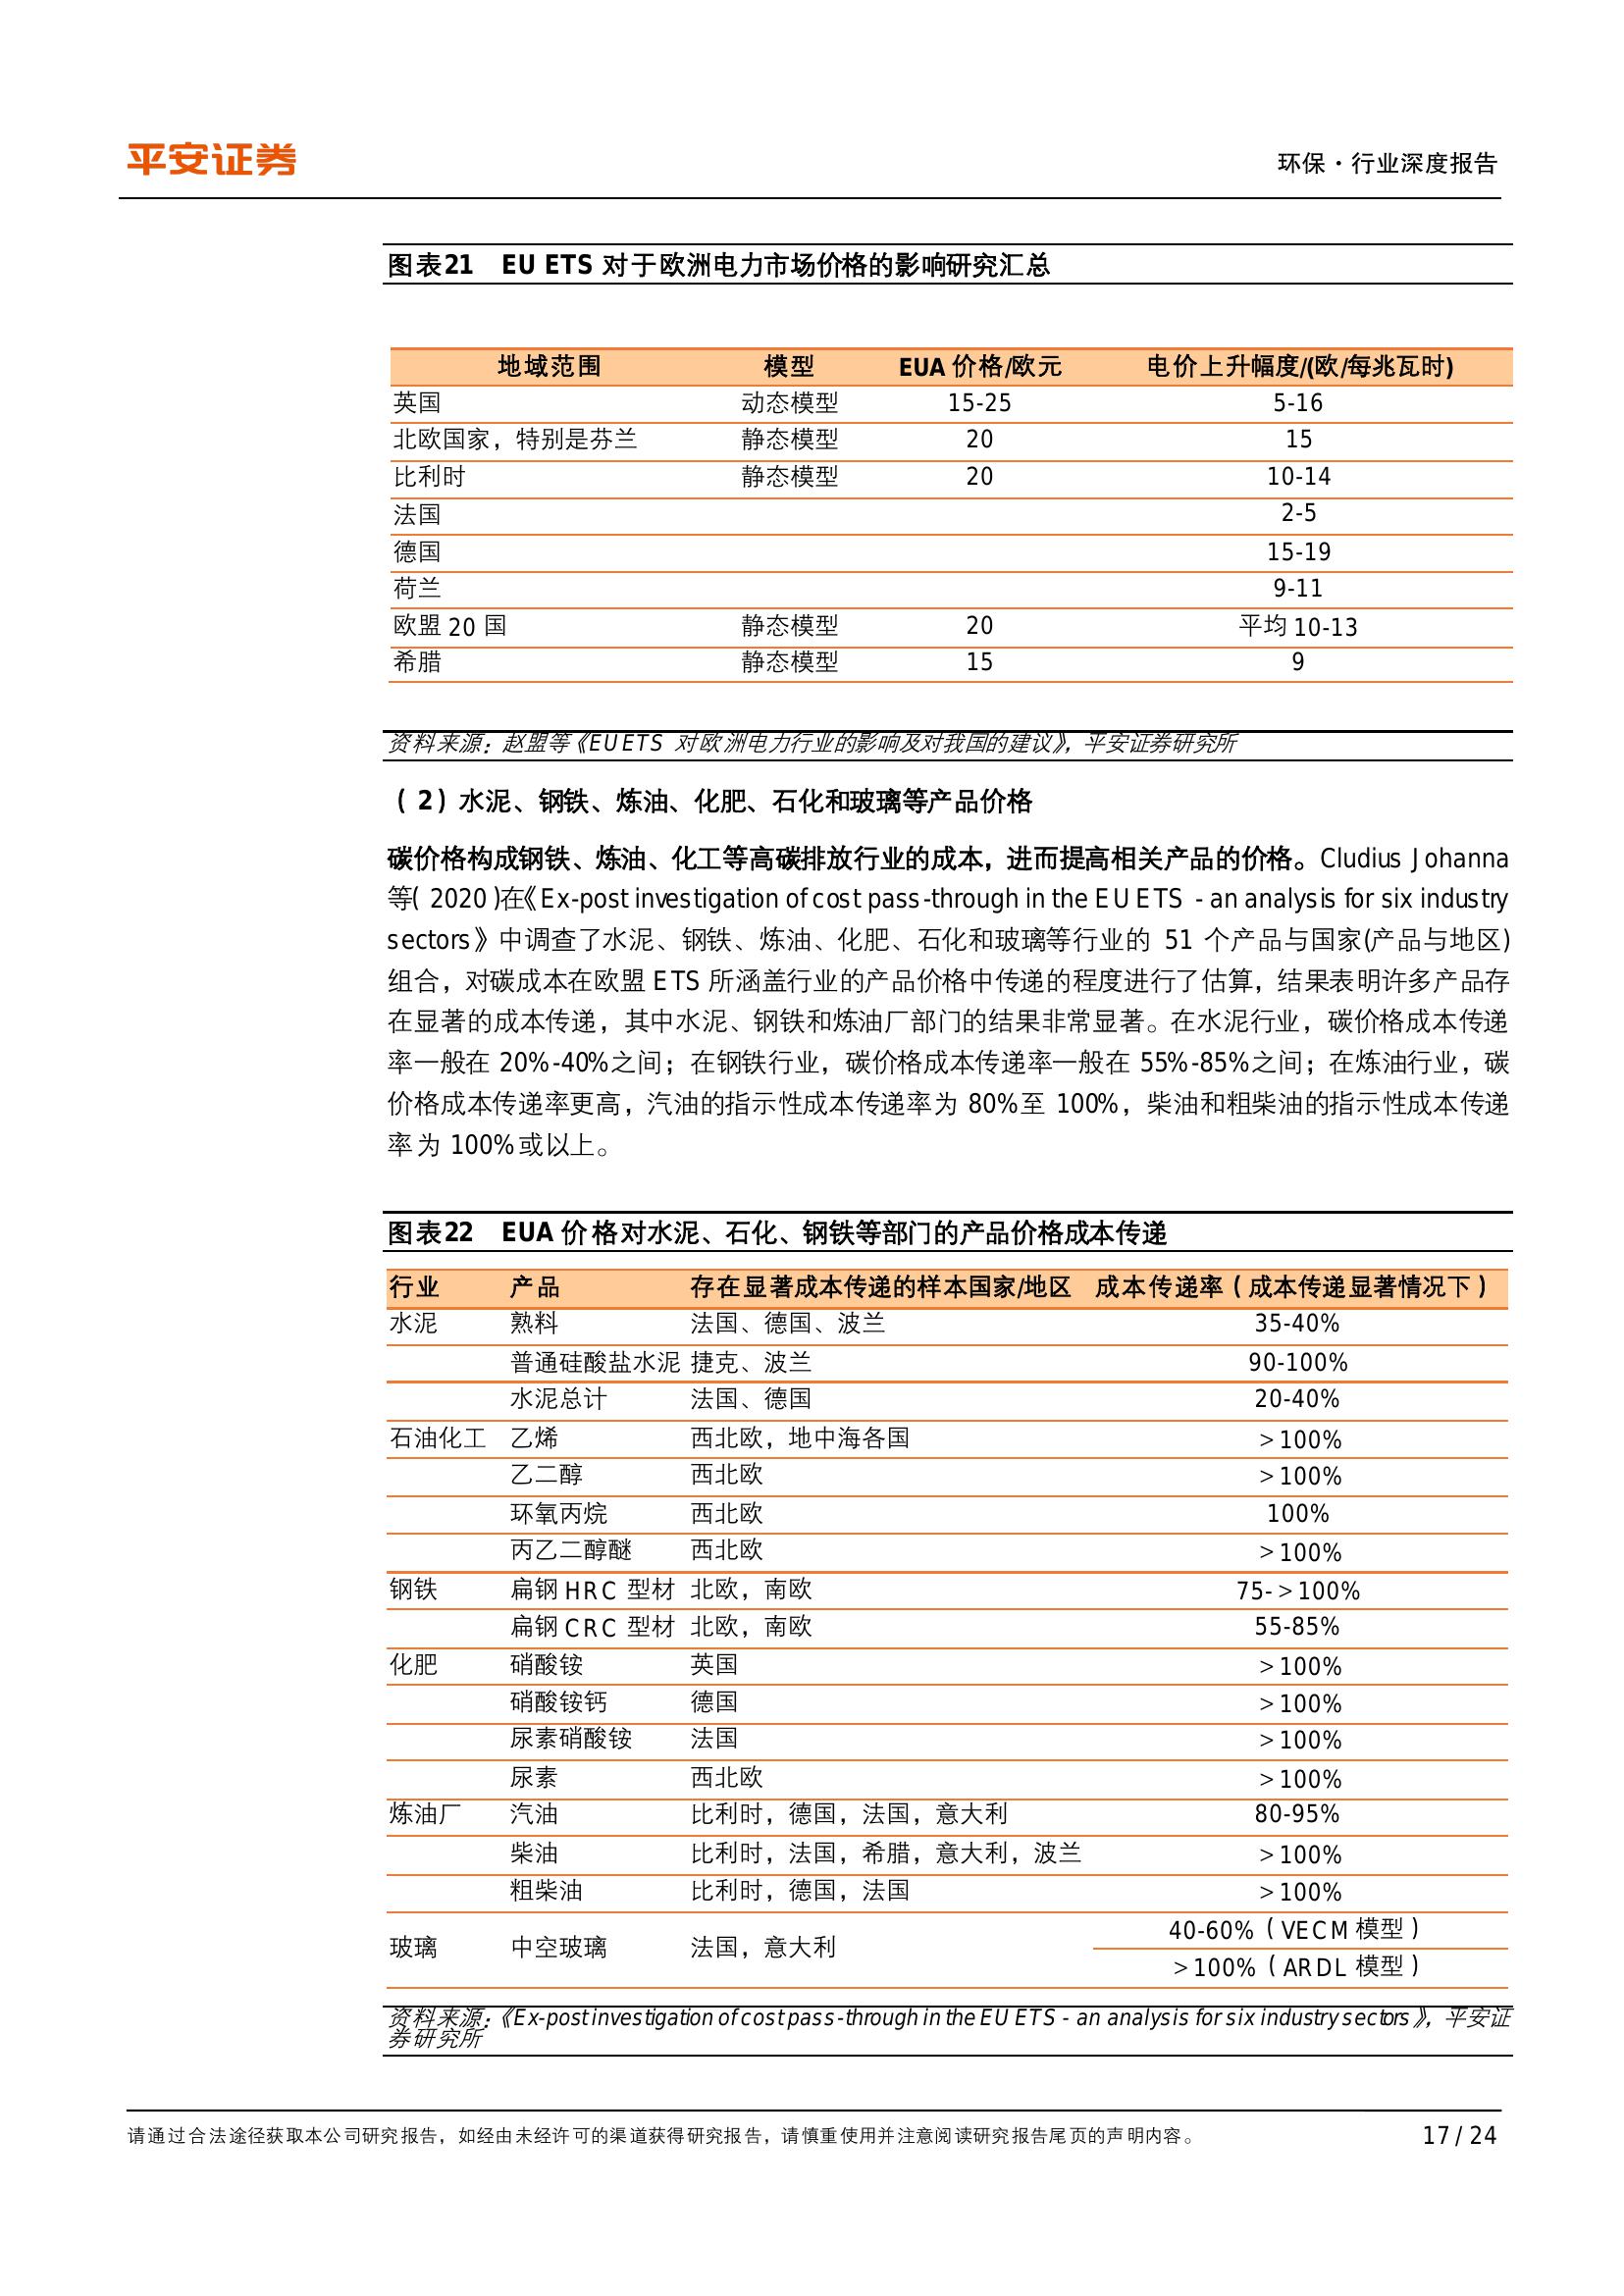 平安证券
环保·行业深度报告
图表21 EU ETS 对于欧洲电力市场价格的影响研究汇总
地域范围 模型 EUA 价格/欧元 电价上升幅度/(欧/每兆瓦时)
英国 动态模型 15-25 5-16
北欧国家，特别是芬兰 静态模型 20 15
比利时 静态模型 20 10-14
法国 2-5
德国 15-19
荷兰 9-11
欧盟 20 国 静态模型 20 平均 10-13
希腊 静态模型 15 9
资料来源：赵盟等《EU ETS 对欧洲电力行业的影响及对我国的建议》，平安证券研究所
（2）水泥、钢铁、炼油、化肥、石化和玻璃等产品价格
碳价格构成钢铁、炼油、化工等高碳排放行业的成本，进而提高相关产品的价格。Cludius Johanna
等(2020)在《Ex-post investigation of cost pass-through in the EU ETS - an analysis for six industry
sectors》中调查了水泥、钢铁、炼油、化肥、石化和玻璃等行业的 51 个产品与国家(产品与地区)
组合，对碳成本在欧盟 ETS 所涵盖行业的产品价格中传递的程度进行了估算，结果表明许多产品存
在显著的成本传递，其中水泥、钢铁和炼油厂部门的结果非常显著。在水泥行业，碳价格成本传递
率一般在 20%-40%之间；在钢铁行业，碳价格成本传递率一般在 55%-85%之间；在炼油行业，碳
价格成本传递率更高，汽油的指示性成本传递率为 80%至 100%，柴油和粗柴油的指示性成本传递
率为 100%或以上。
图表22 EUA 价格对水泥、石化、钢铁等部门的产品价格成本传递
行业 产品 存在显著成本传递的样本国家/地区 成本传递率（成本传递显著情况下）
水泥 熟料 法国、德国、波兰 35-40%
普通硅酸盐水泥 捷克、波兰 90-100%
水泥总计 法国、德国 20-40%
石油化工 乙烯 西北欧，地中海各国 >100%
乙二醇 西北欧 >100%
环氧丙烷 西北欧 100%
丙乙二醇醚 西北欧 >100%
钢铁 扁钢 HRC 型材 北欧，南欧 75->100%
扁钢 CRC 型材 北欧，南欧 55-85%
化肥 硝酸铵 英国 >100%
硝酸铵钙 德国 >100%
尿素硝酸铵 法国 >100%
尿素 西北欧 >100%
炼油厂 汽油 比利时，德国，法国，意大利 80-95%
柴油 比利时，法国，希腊，意大利，波兰 >100%
粗柴油 比利时，德国，法国 >100%
玻璃 中空玻璃 法国，意大利 40-60%（VECM 模型）
>100%（ARDL 模型）
资料来源：《Ex-post investigation of cost pass-through in the EU ETS - an analysis for six industry sectors》，平安证
券研究所
请通过合法途径获取本公司研究报告，如经由未经许可的渠道获得研究报告，请慎重使用并注意阅读研究报告尾页的声明内容。
17 / 24